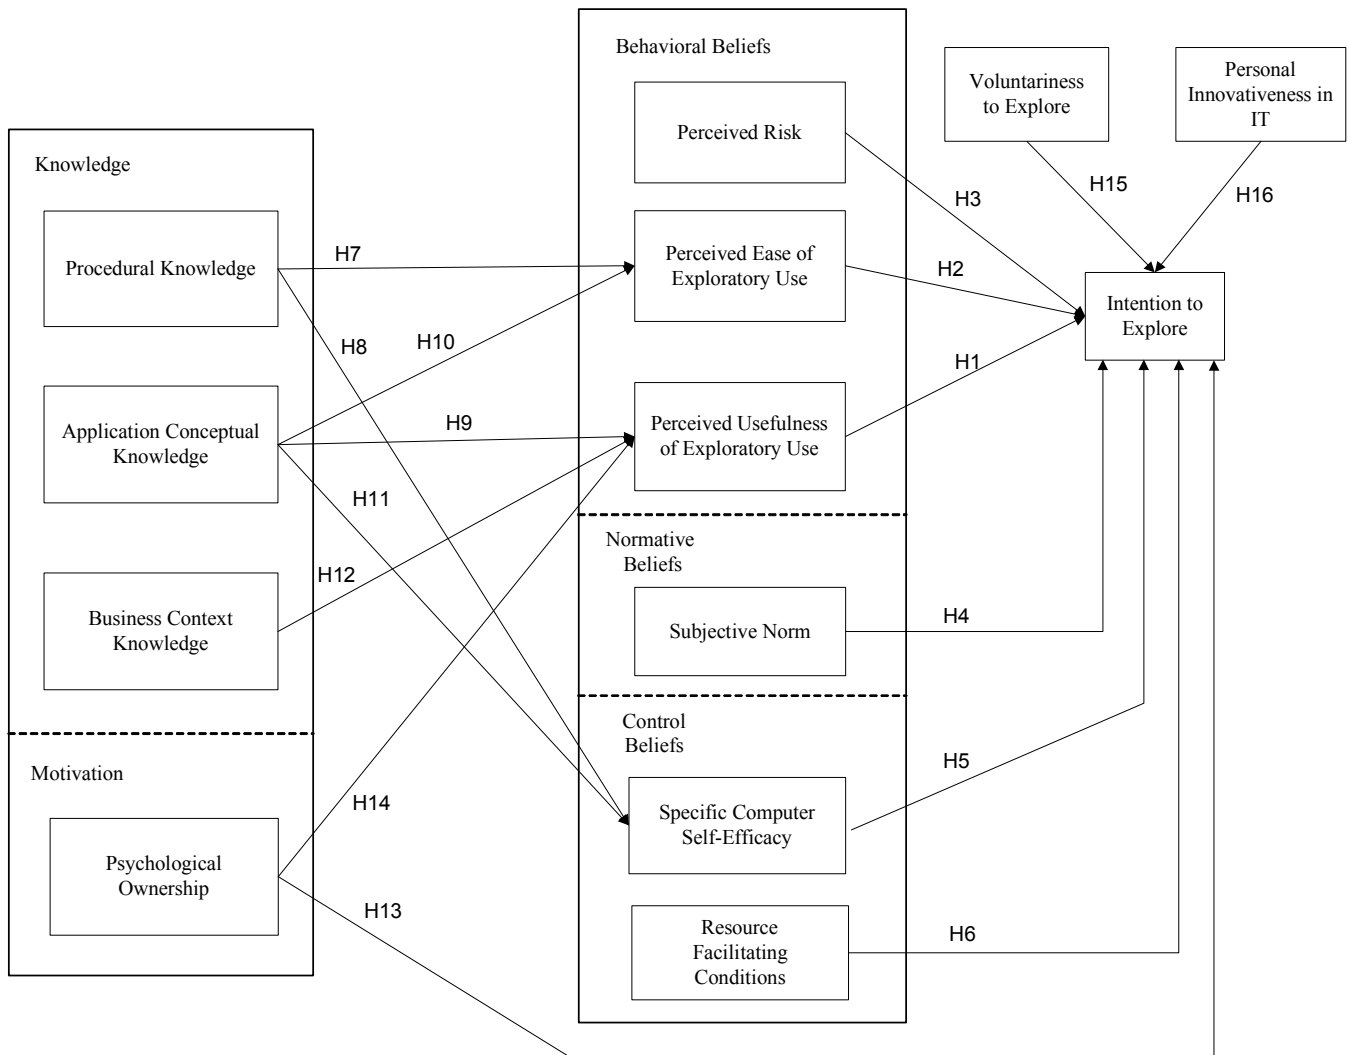 Behavioral Beliefs
Perceived Risk
Perceived Ease of
Exploratory Use
Perceived Usefulness
of Exploratory Use
Normative
Beliefs
Subjective Norm
Control
Beliefs
Specific Computer
Self-Efficacy
Resource
Facilitating
Conditions
Knowledge
Procedural Knowledge
Application Conceptual
Knowledge
Business Context
Knowledge
Motivation
Psychological
Ownership
Voluntariness
to Explore
Personal
Innovativeness in
IT
Intention to
Explore
H7
H8
H10
H9
H11
H12
H14
H13
H3
H2
H1
H4
H5
H6
H15
H16